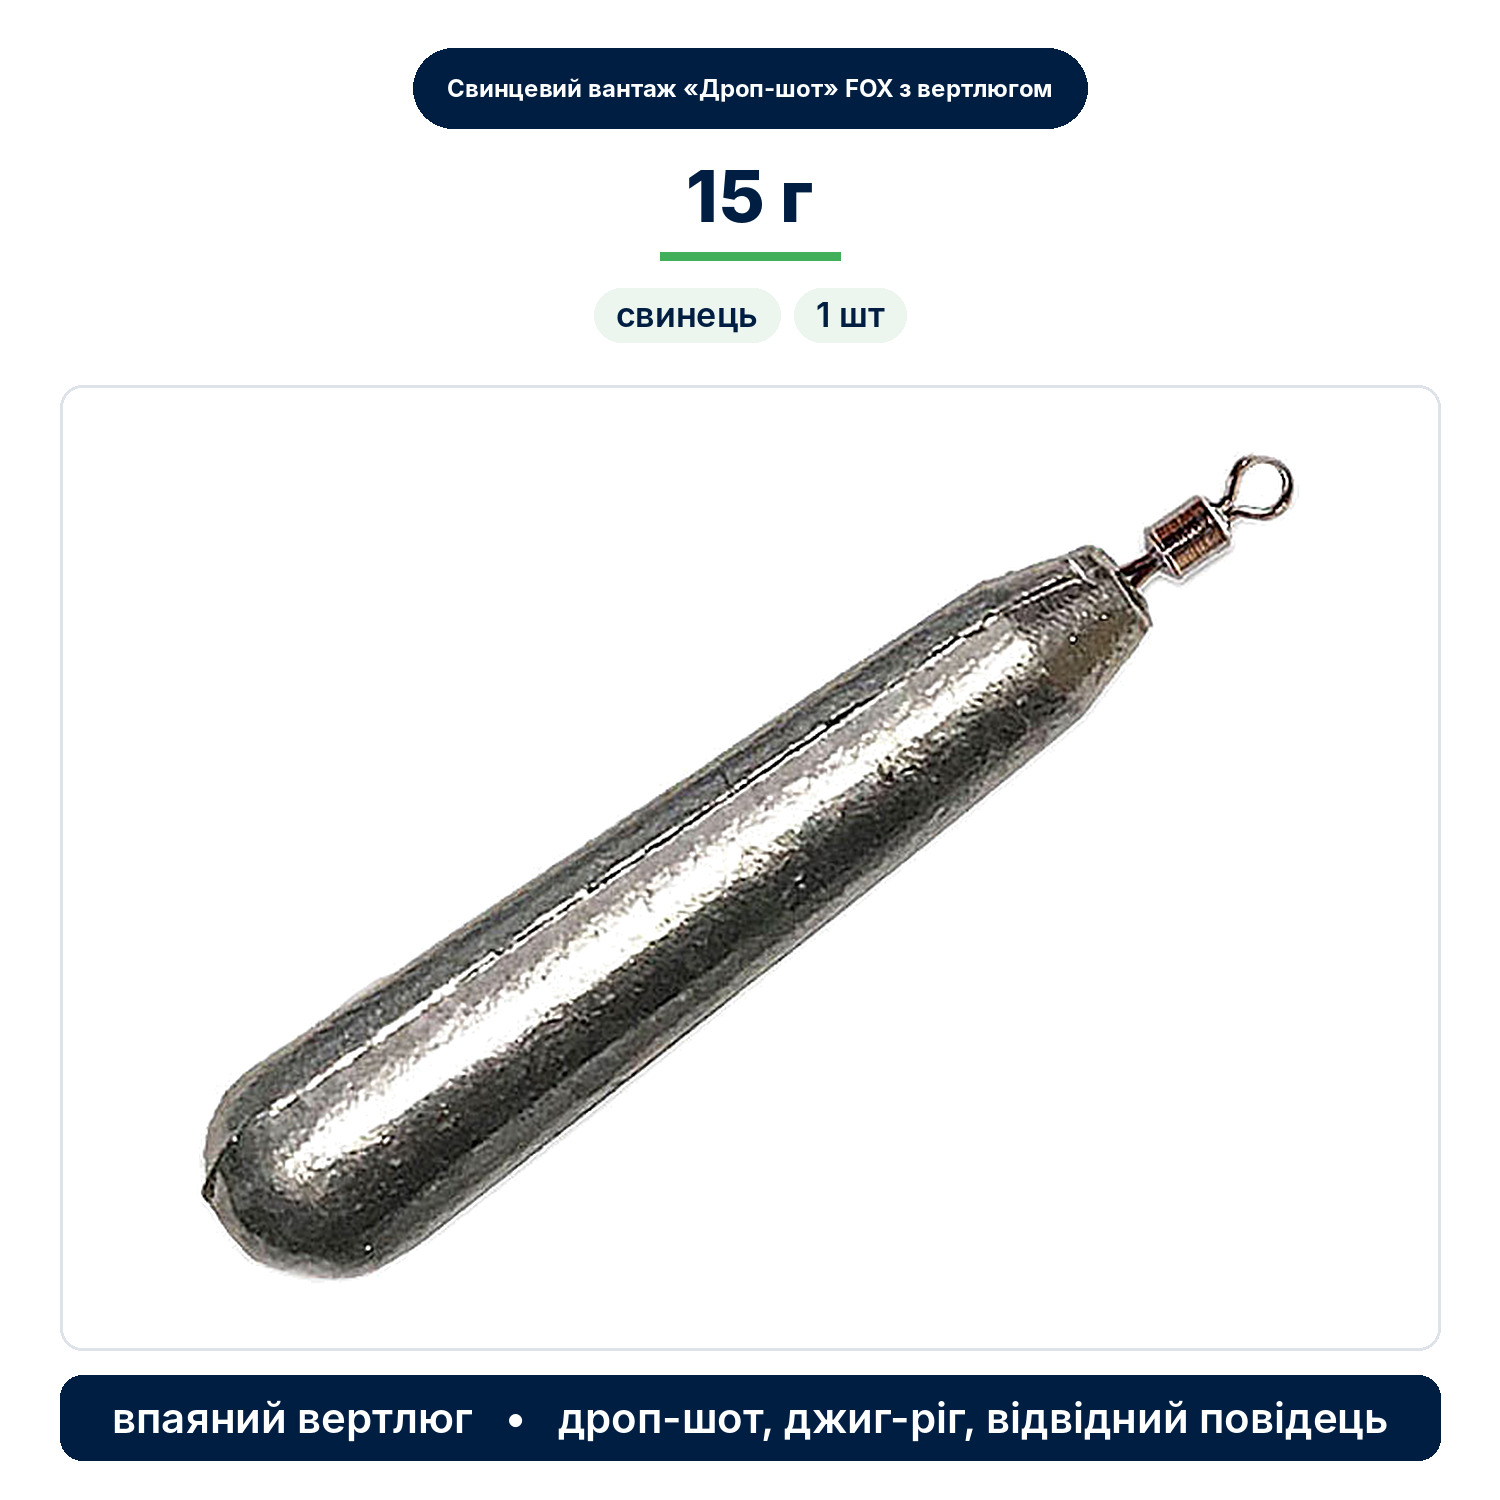 Свинцевий вантаж «Дроп-шот» FOX з вертлюгом
15 г
свинець 1 шт
впаяний вертлюг • дроп-шот, джиг-ріг, відвідний повідець